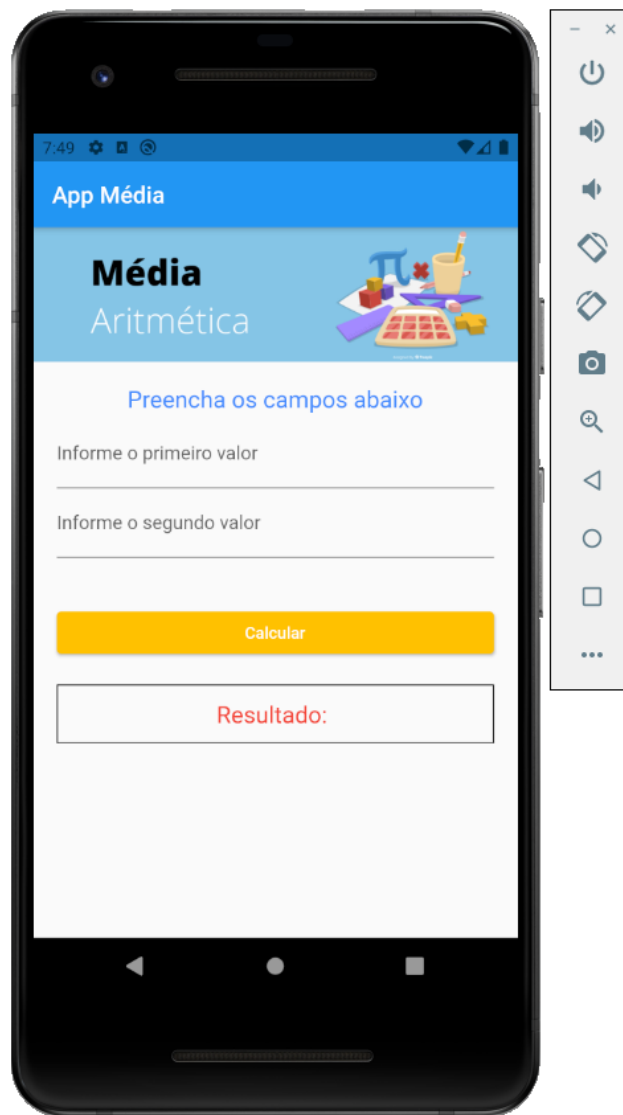 7:49
App Média
Média
Aritmética
Preencha os campos abaixo
Informe o primeiro valor
Informe o segundo valor
Calcular
Resultado: